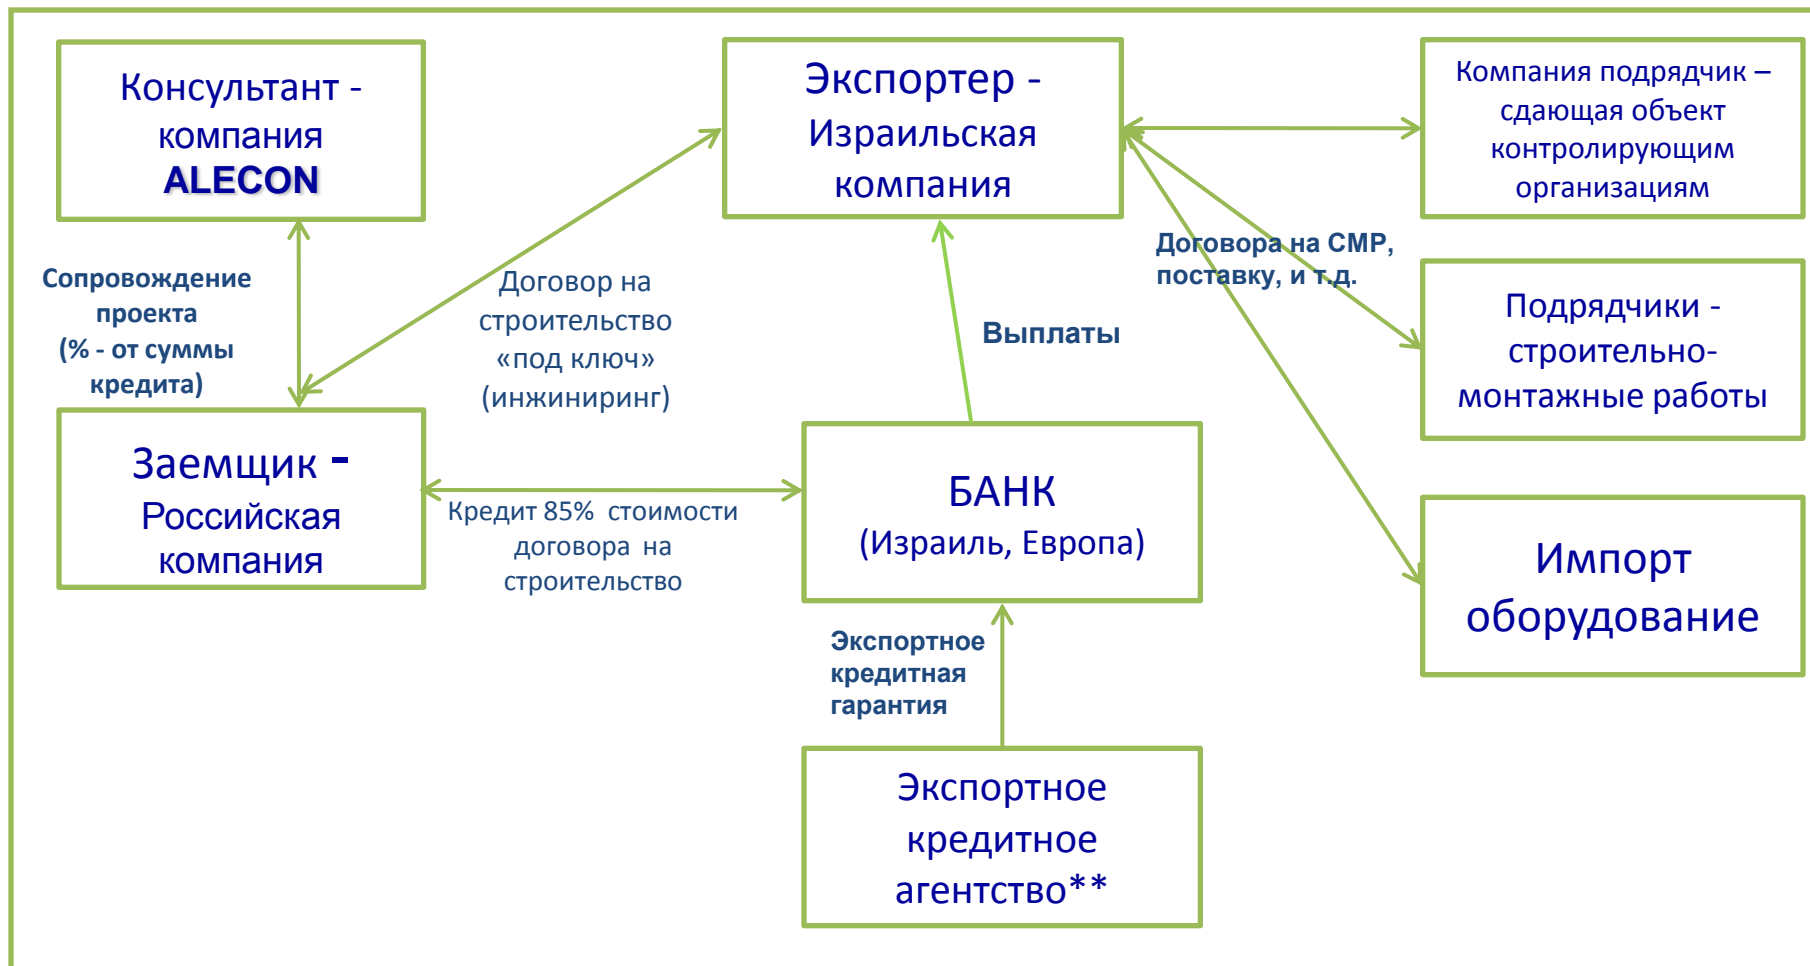 Консультант -
компания
ALECON
Экспортер -
Израильская
компания
Компания подрядчик –
сдающая объект
контролирующим
организациям
Сопровождение
проекта
(% - от суммы
кредита)
Договор на
строительство
«под ключ»
(инжиниринг)
Выплаты
Договора на СМР,
поставку, и т.д.
Подрядчики -
строительно-
монтажные работы
Заемщик -
Российская
компания
Кредит 85% стоимости
договора на
строительство
БАНК
(Израиль, Европа)
Импорт
оборудование
Экспортное
кредитная
гарантия
Экспортное
кредитное
агентство**